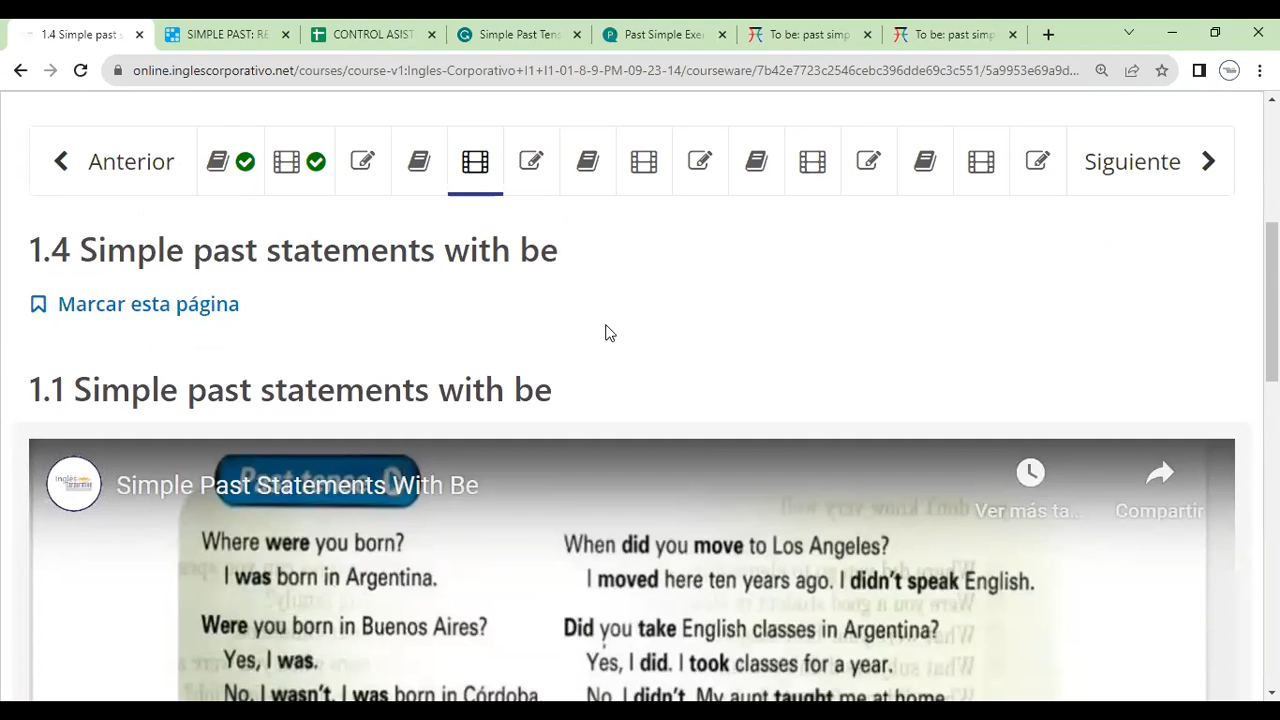 1.4 Simple past s
SIMPLE PAST: RE
CONTROL ASIST
Simple Past Tens
Past Simple Exe
To be: past simp
To be: past simp
online.inglescorporativo.net/courses/course-v1:Ingles-Corporativo+I1+I1-01-8-9-PM-09-23-14/courseware/7b42e7723c2546cebc396dde69c3c551/5a9953e69a9d...
Anterior
Siguiente
1.4 Simple past statements with be
Marcar esta página
1.1 Simple past statements with be
Simple Past Statements With Be
Ver más ta...
Compartir
Where were you born?
I was born in Argentina.
Were you born in Buenos Aires?
Yes, I was.
No, I wasn't. I was born in Córdoba
When did you move to Los Angeles?
I moved here ten years ago. I didn't speak English.
Did you take English classes in Argentina?
Yes, I did. I took classes for a year.
No, I didn't. My aunt taught me at home